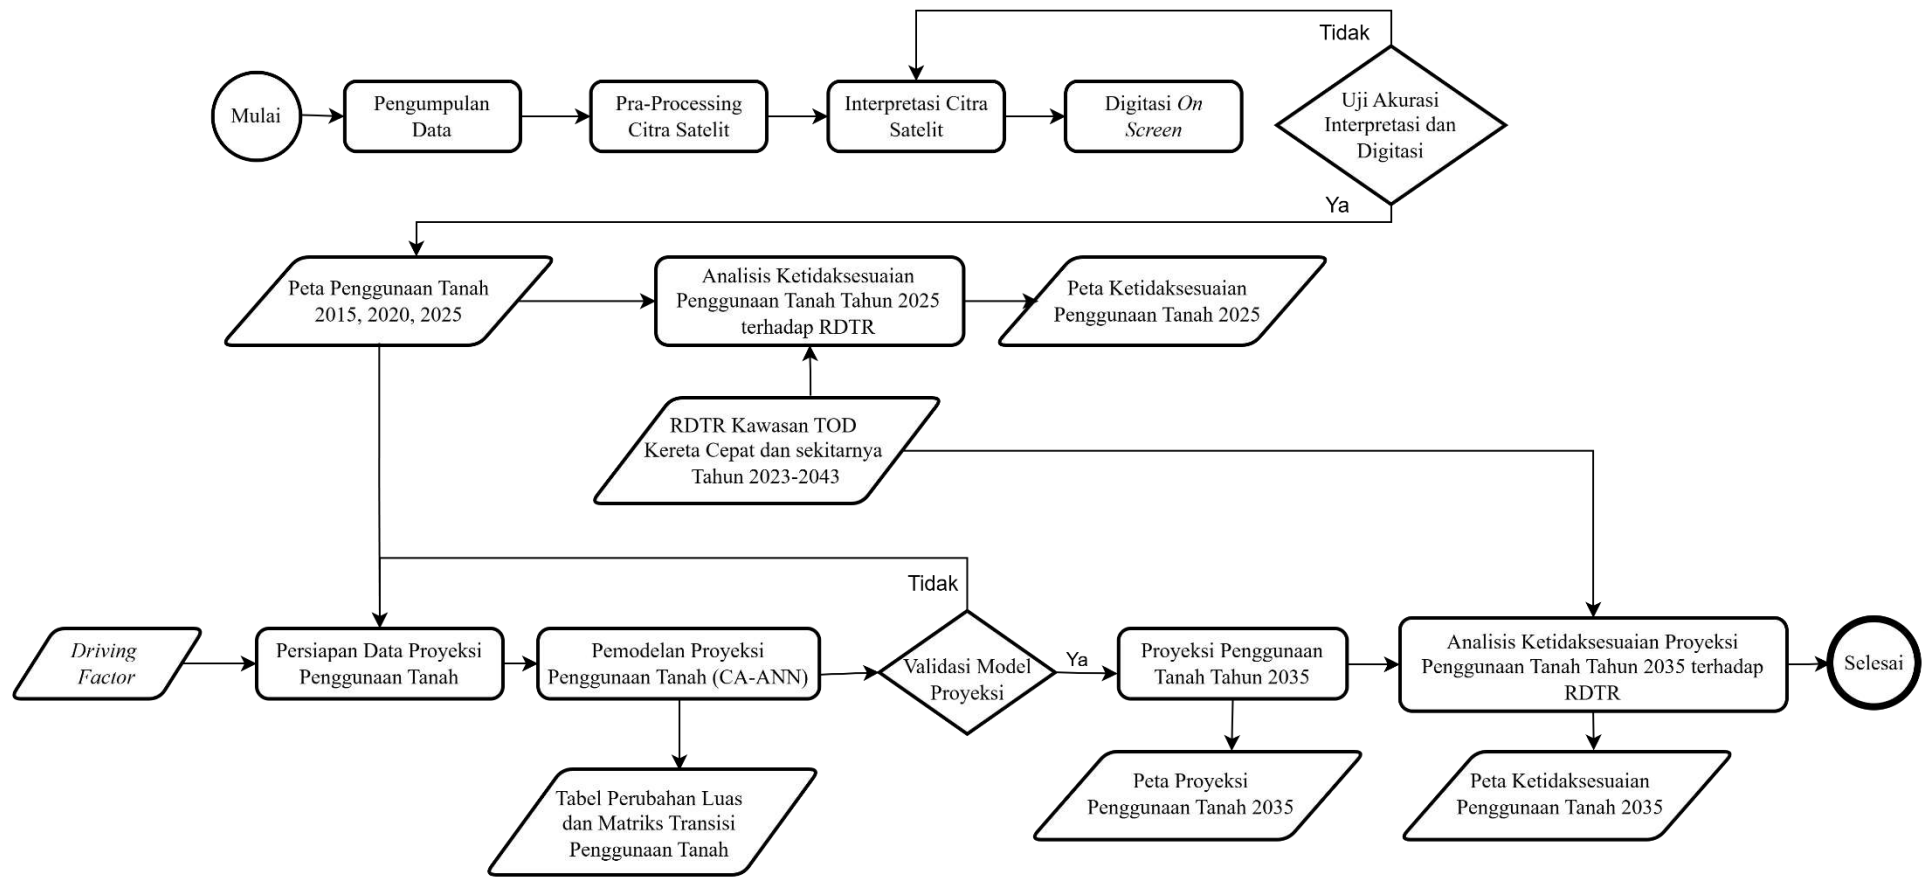 Tidak
Mulai
Pengumpulan
Data
Pra-Processing
Citra Satelit
Interpretasi Citra
Satelit
Digitasi On
Screen
Uji Akurasi
Interpretasi dan
Digitasi
Ya
Peta Penggunaan Tanah
2015, 2020, 2025
Analisis Ketidaksesuaian
Penggunaan Tanah Tahun 2025
terhadap RDTR
Peta Ketidaksesuaian
Penggunaan Tanah 2025
RDTR Kawasan TOD
Kereta Cepat dan sekitarnya
Tahun 2023-2043
Tidak
Driving
Factor
Persiapan Data Proyeksi
Penggunaan Tanah
Pemodelan Proyeksi
Penggunaan Tanah (CA-ANN)
Validasi Model
Proyeksi
Ya
Proyeksi Penggunaan
Tanah Tahun 2035
Analisis Ketidaksesuaian Proyeksi
Penggunaan Tanah Tahun 2035 terhadap
RDTR
Selesai
Tabel Perubahan Luas
dan Matriks Transisi
Penggunaan Tanah
Peta Proyeksi
Penggunaan Tanah 2035
Peta Ketidaksesuaian
Penggunaan Tanah 2035